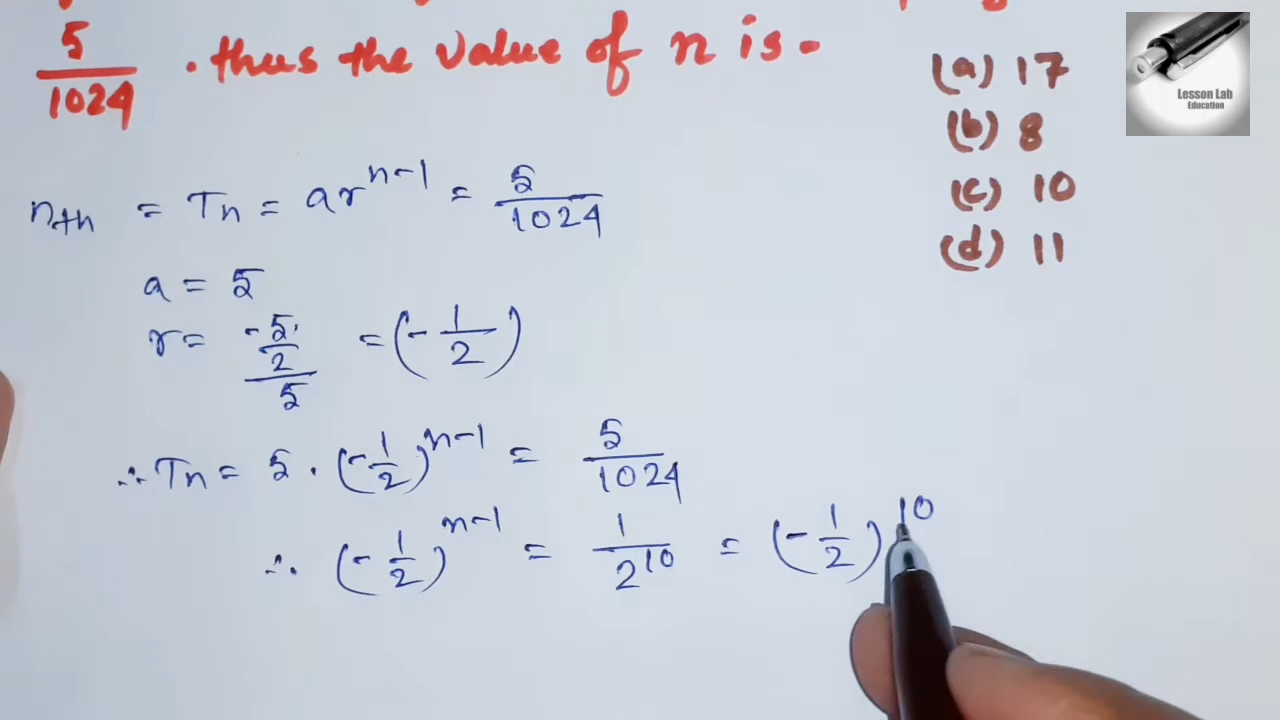 5/1024 . thus the value of n is.
(a) 17
(b) 8
(c) 10
(d) 11
Lesson Lab
Education
nth = Tn = ar^(n-1) = 5/1024
a = 5
r = (-5/2)/5 = (-1/2)
∴ Tn = 5 . (-1/2)^(n-1) = 5/1024
∴ (-1/2)^(n-1) = 1/2^10 = (-1/2)^10